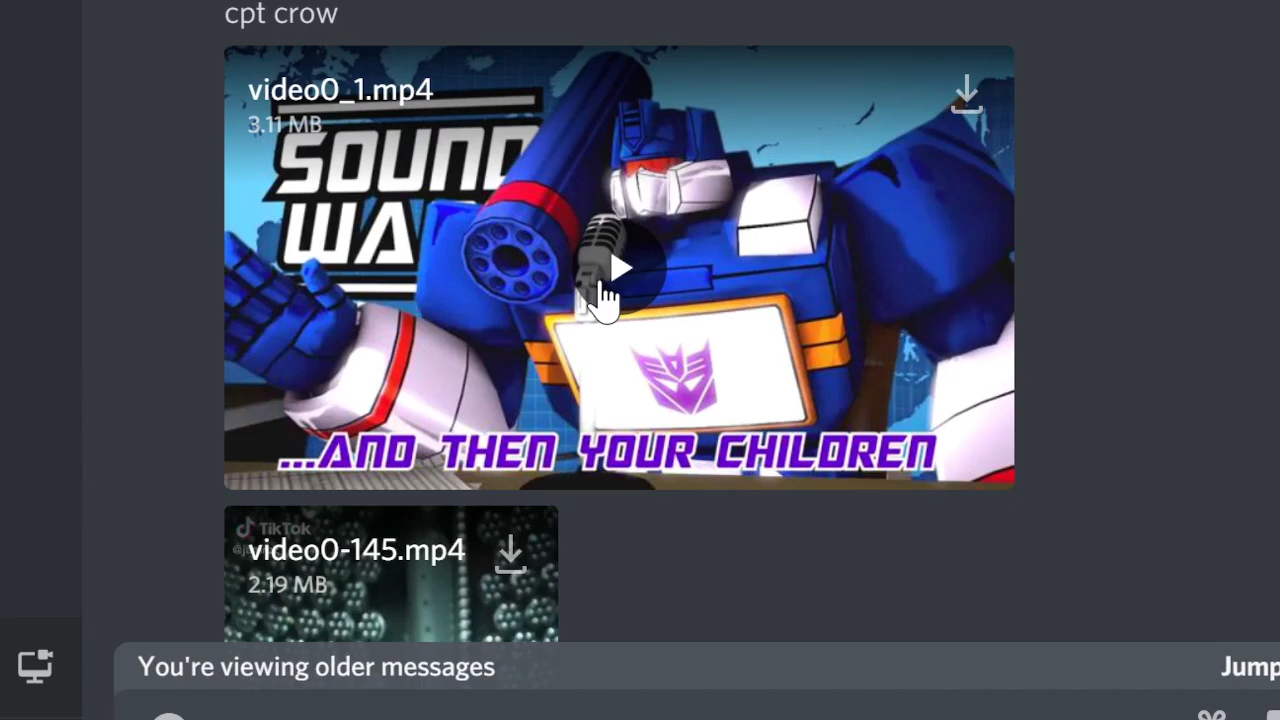 cpt crow
video0_1.mp4
3.11 MB
SOUND
WA
...AND THEN YOUR CHILDREN
TikTok
video0-145.mp4
2.19 MB
You're viewing older messages
Jump